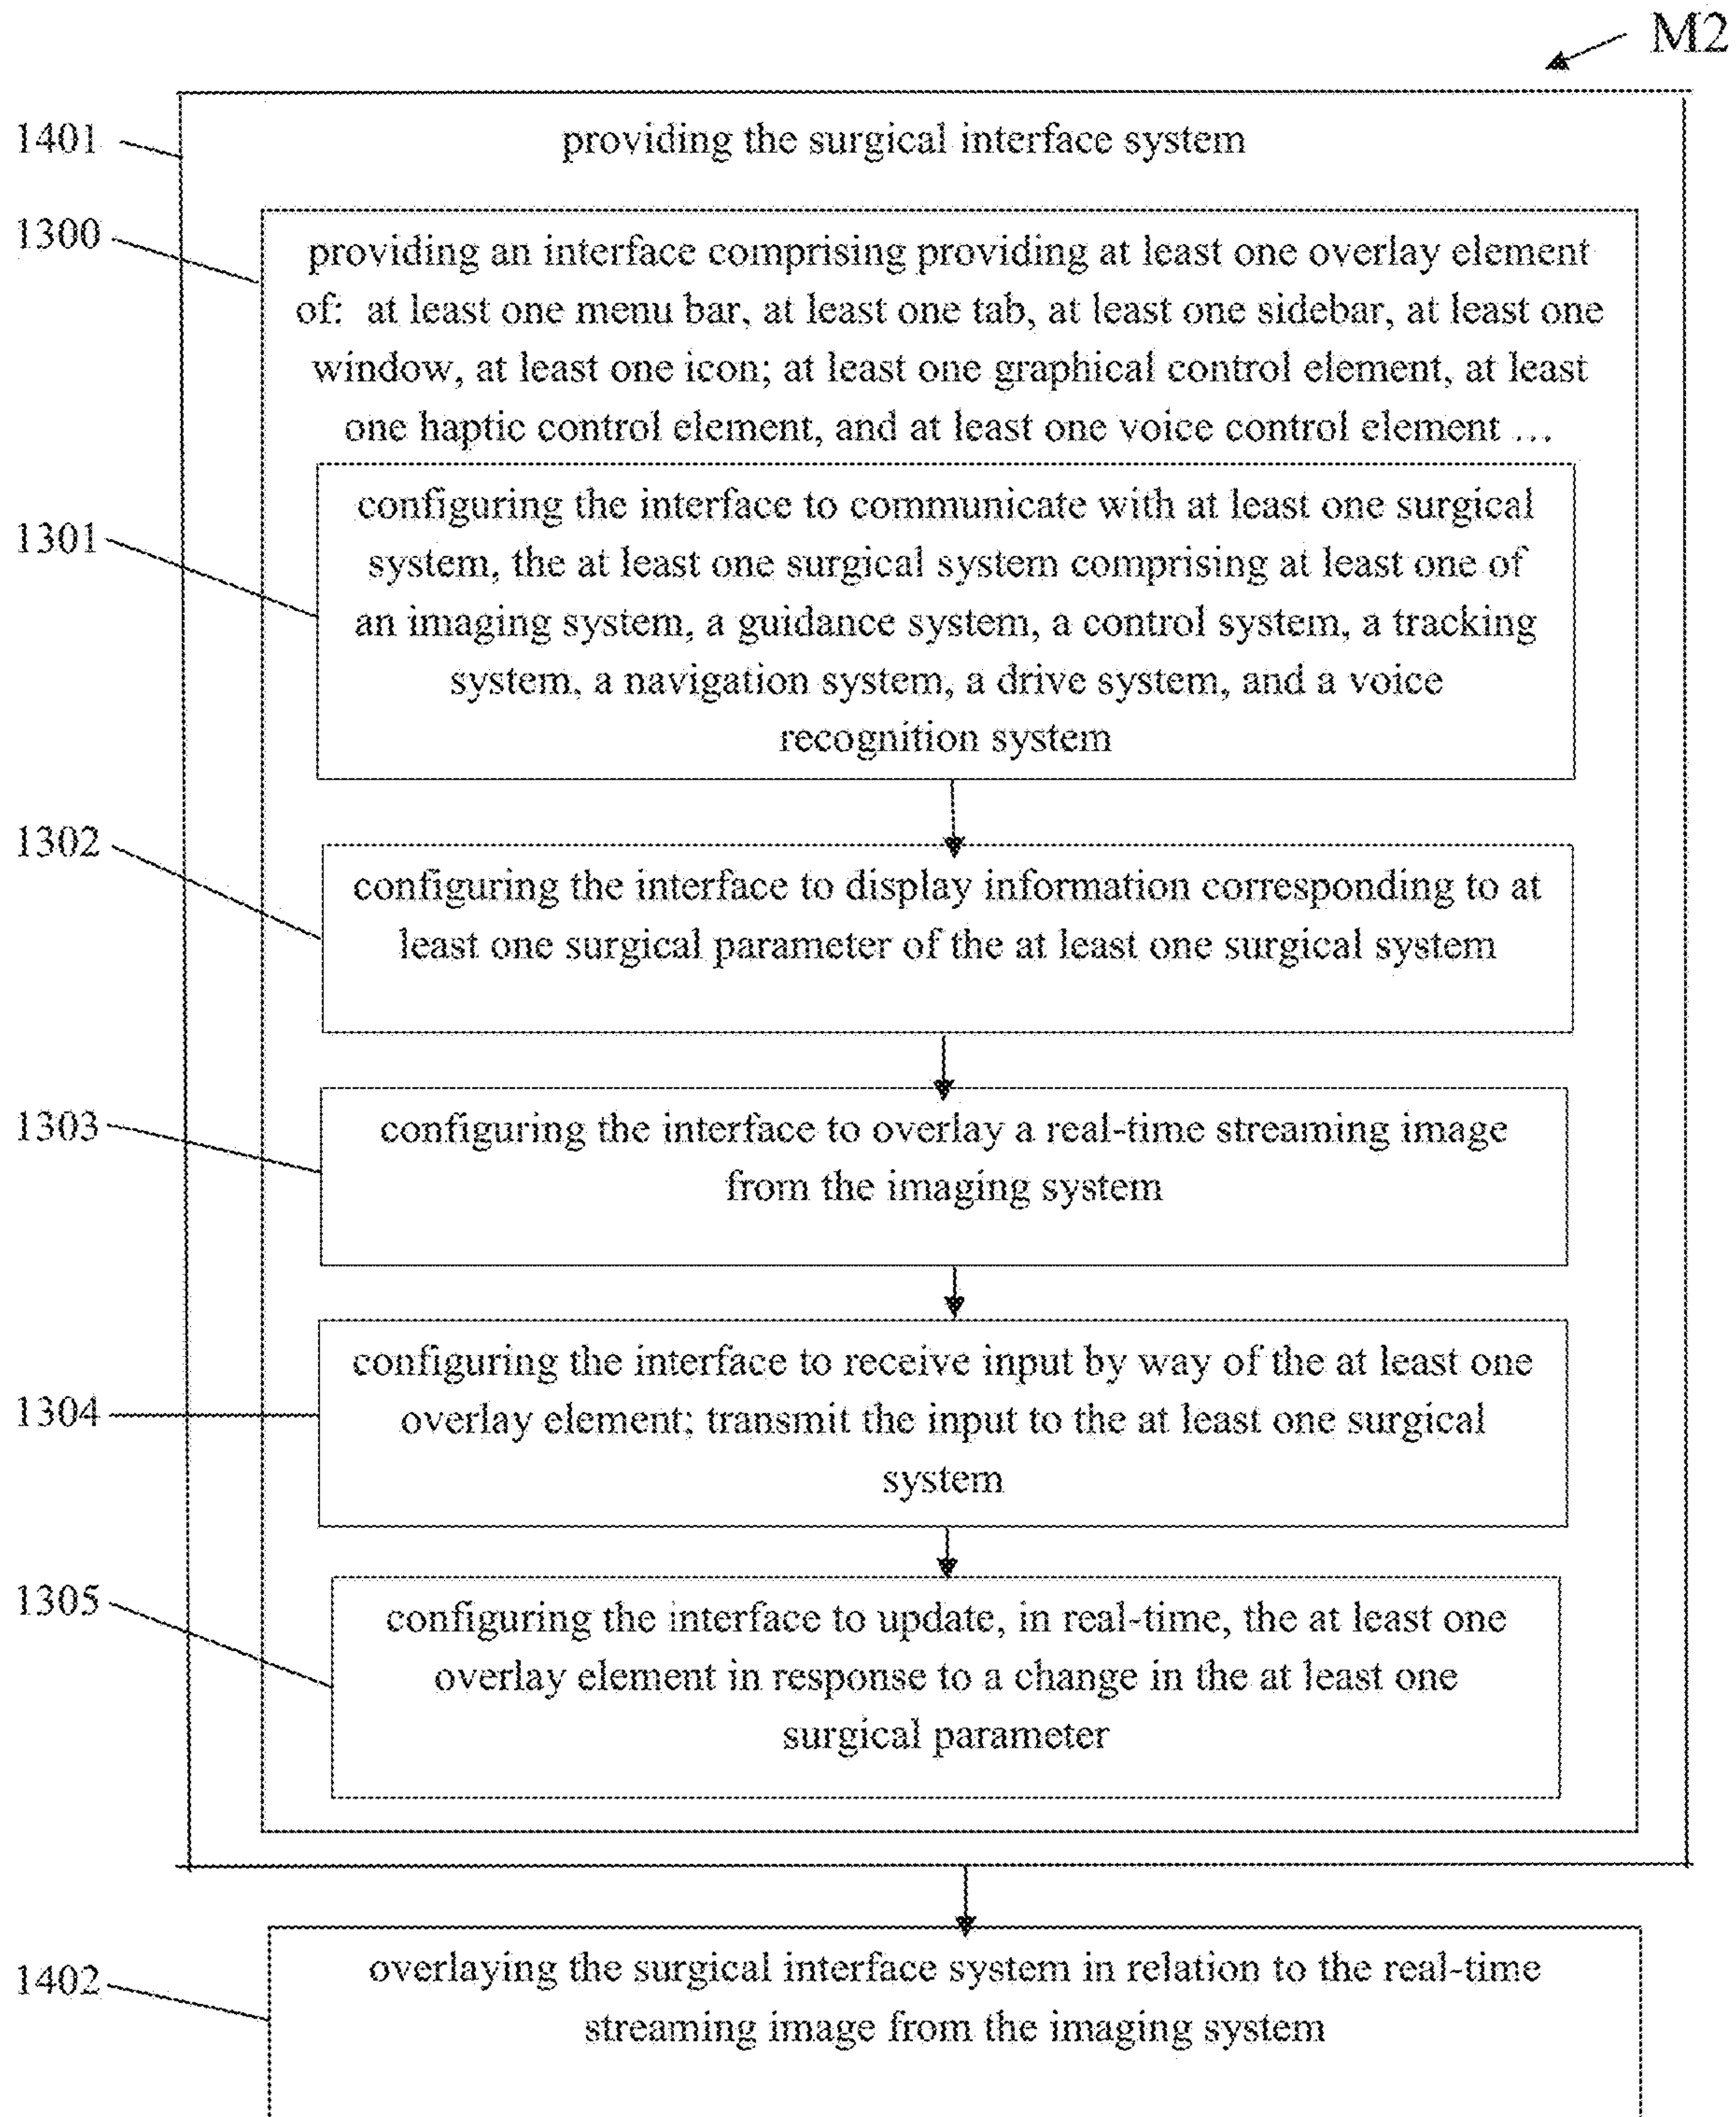 M2
1401
providing the surgical interface system
1300
providing an interface comprising providing at least one overlay element
of: at least one menu bar, at least one tab, at least one sidebar, at least one
window, at least one icon; at least one graphical control element, at least
one haptic control element, and at least one voice control element ...
1301
configuring the interface to communicate with at least one surgical
system, the at least one surgical system comprising at least one of
an imaging system, a guidance system, a control system, a tracking
system, a navigation system, a drive system, and a voice
recognition system
1302
configuring the interface to display information corresponding to at
least one surgical parameter of the at least one surgical system
1303
configuring the interface to overlay a real-time streaming image
from the imaging system
1304
configuring the interface to receive input by way of the at least one
overlay element; transmit the input to the at least one surgical
system
1305
configuring the interface to update, in real-time, the at least one
overlay element in response to a change in the at least one
surgical parameter
1402
overlaying the surgical interface system in relation to the real-time
streaming image from the imaging system